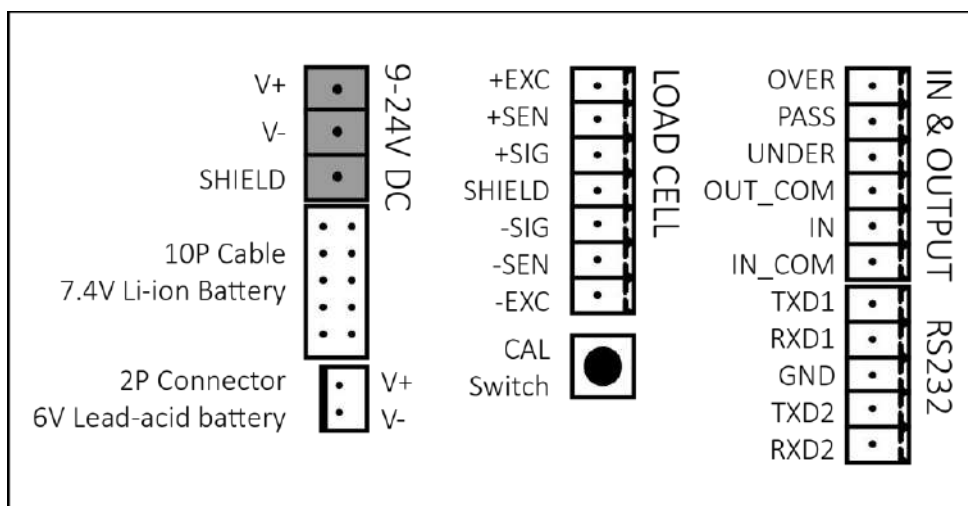 V+
V-
SHIELD
9-24V DC
10P Cable
7.4V Li-ion Battery
2P Connector
6V Lead-acid battery
V+
V-
+EXC
+SEN
+SIG
SHIELD
-SIG
-SEN
-EXC
LOAD CELL
CAL
Switch
OVER
PASS
UNDER
OUT_COM
IN
IN_COM
IN & OUTPUT
TXD1
RXD1
GND
TXD2
RXD2
RS232